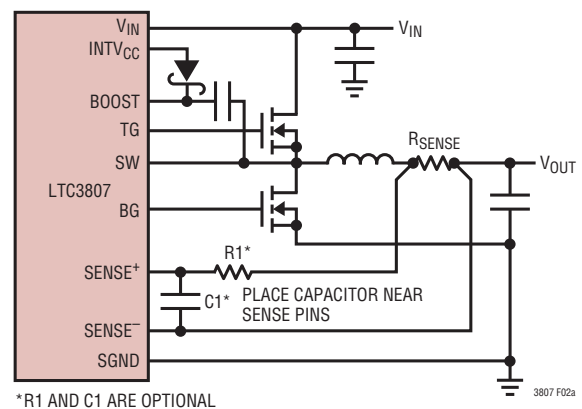 VIN
VIN
INTVCC
BOOST
TG
RSENSE
SW
VOUT
LTC3807
BG
R1*
SENSE+
C1*
PLACE CAPACITOR NEAR
SENSE PINS
SENSE–
SGND
3807 F02a
*R1 AND C1 ARE OPTIONAL